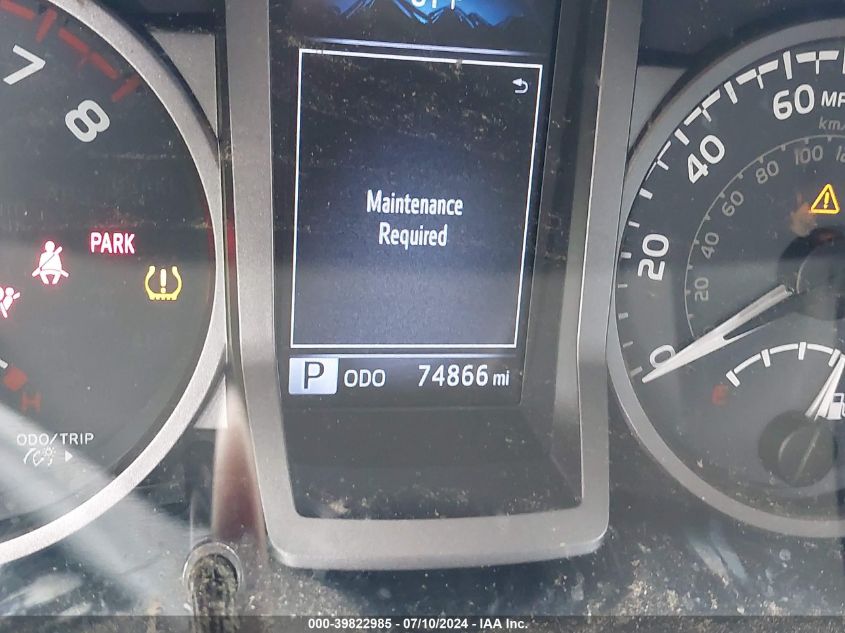 7
8
PARK
H
ODO/TRIP
Maintenance
Required
P ODO 74866 mi
0
20
40
60 MP
km/
20
40
60
80
100
E
000-39822985 - 07/10/2024 - IAA Inc.